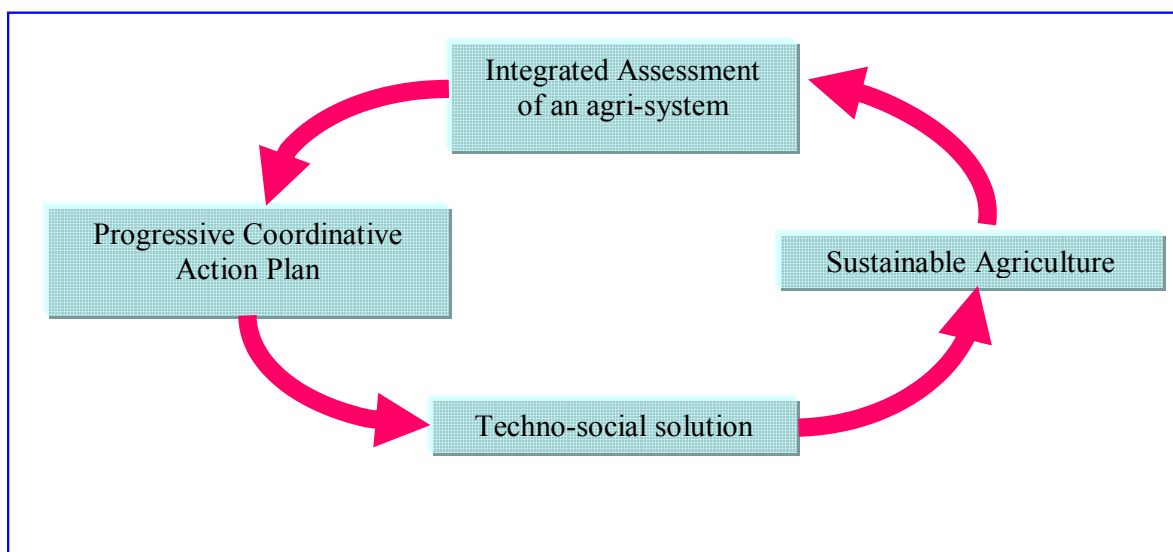 Integrated Assessment
of an agri-system
Progressive Coordinative
Action Plan
Sustainable Agriculture
Techno-social solution